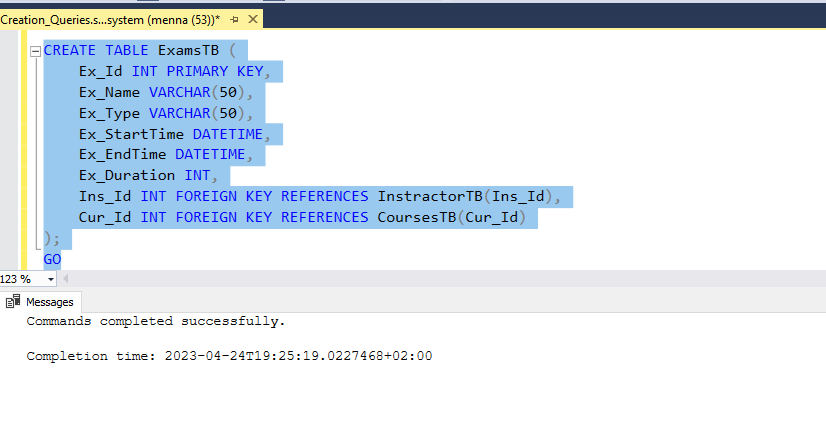 Creation_Queries.s...system (menna (53))*
CREATE TABLE ExamsTB (
Ex_Id INT PRIMARY KEY,
Ex_Name VARCHAR(50),
Ex_Type VARCHAR(50),
Ex_StartTime DATETIME,
Ex_EndTime DATETIME,
Ex_Duration INT,
Ins_Id INT FOREIGN KEY REFERENCES InstructorTB(Ins_Id),
Cur_Id INT FOREIGN KEY REFERENCES CoursesTB(Cur_Id)
);
GO
123 %
Messages
Commands completed successfully.
Completion time: 2023-04-24T19:25:19.0227468+02:00